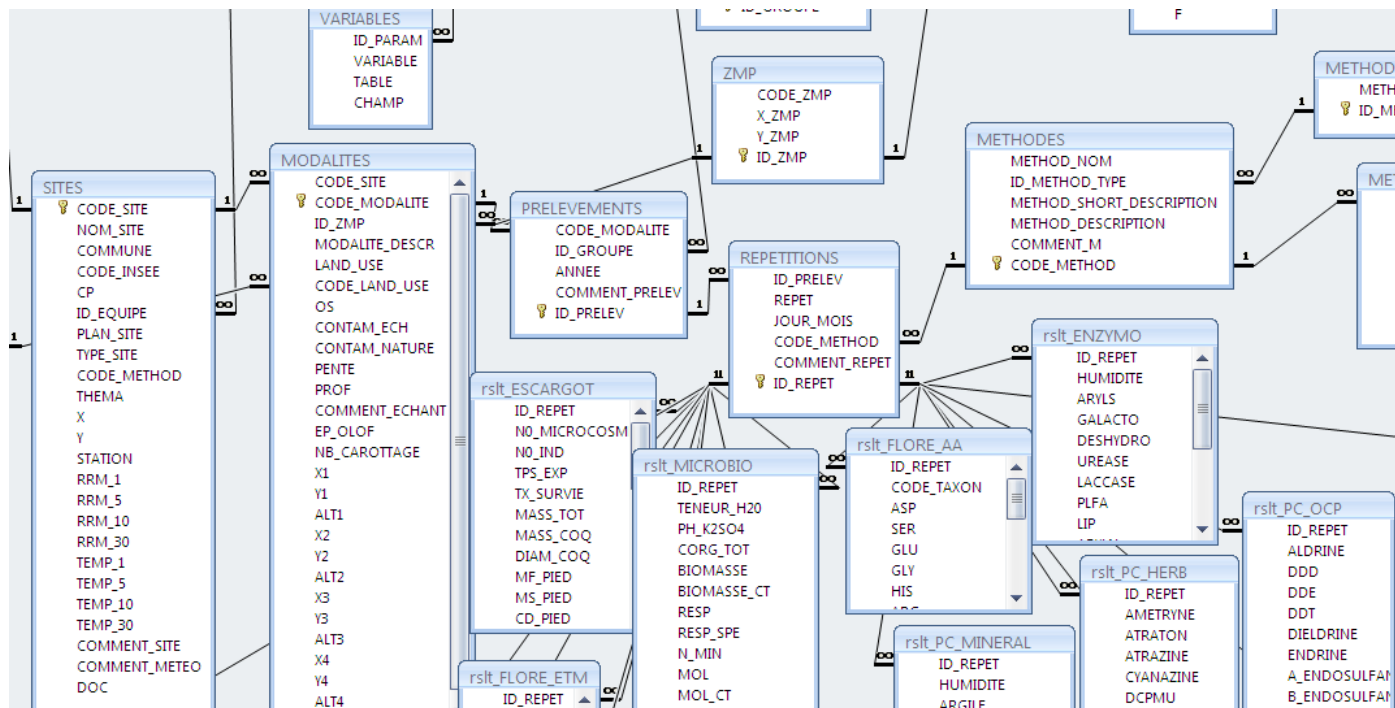 VARIABLES
ID_PARAM
VARIABLE
TABLE
CHAMP
ID_GROUPE
F
ZMP
CODE_ZMP
X_ZMP
Y_ZMP
ID_ZMP
METHOD
METH
ID_M
METHODES
METHOD_NOM
ID_METHOD_TYPE
METHOD_SHORT_DESCRIPTION
METHOD_DESCRIPTION
COMMENT_M
CODE_METHOD
MET
SITES
CODE_SITE
NOM_SITE
COMMUNE
CODE_INSEE
CP
ID_EQUIPE
PLAN_SITE
TYPE_SITE
CODE_METHOD
THEMA
X
Y
STATION
RRM_1
RRM_5
RRM_10
RRM_30
TEMP_1
TEMP_5
TEMP_10
TEMP_30
COMMENT_SITE
COMMENT_METEO
DOC
MODALITES
CODE_SITE
CODE_MODALITE
ID_ZMP
MODALITE_DESCR
LAND_USE
CODE_LAND_USE
OS
CONTAM_ECH
CONTAM_NATURE
PENTE
PROF
COMMENT_ECHANT
EP_OLOF
NB_CAROTTAGE
X1
Y1
ALT1
X2
Y2
ALT2
X3
Y3
ALT3
X4
Y4
ALT4
PRELEVEMENTS
CODE_MODALITE
ID_GROUPE
ANNEE
COMMENT_PRELEV
ID_PRELEV
REPETITIONS
ID_PRELEV
REPET
JOUR_MOIS
CODE_METHOD
COMMENT_REPET
ID_REPET
rslt_ESCARGOT
ID_REPET
N0_MICROCOSM
N0_IND
TPS_EXP
TX_SURVIE
MASS_TOT
MASS_COQ
DIAM_COQ
MF_PIED
MS_PIED
CD_PIED
rslt_FLORE_ETM
ID_REPET
rslt_MICROBIO
ID_REPET
TENEUR_H20
PH_K2SO4
CORG_TOT
BIOMASSE
BIOMASSE_CT
RESP
RESP_SPE
N_MIN
MOL
MOL_CT
rslt_FLORE_AA
ID_REPET
CODE_TAXON
ASP
SER
GLU
GLY
HIS
rslt_ENZYMO
ID_REPET
HUMIDITE
ARYLS
GALACTO
DESHYDRO
UREASE
LACCASE
PLFA
LIP
rslt_PC_MINERAL
ID_REPET
HUMIDITE
ARGILE
rslt_PC_HERB
ID_REPET
AMETRYNE
ATRATON
ATRAZINE
CYANAZINE
DCPMU
rslt_PC_OCP
ID_REPET
ALDRINE
DDD
DDE
DDT
DIELDRINE
ENDRINE
A_ENDOSULFAN
B_ENDOSULFAN